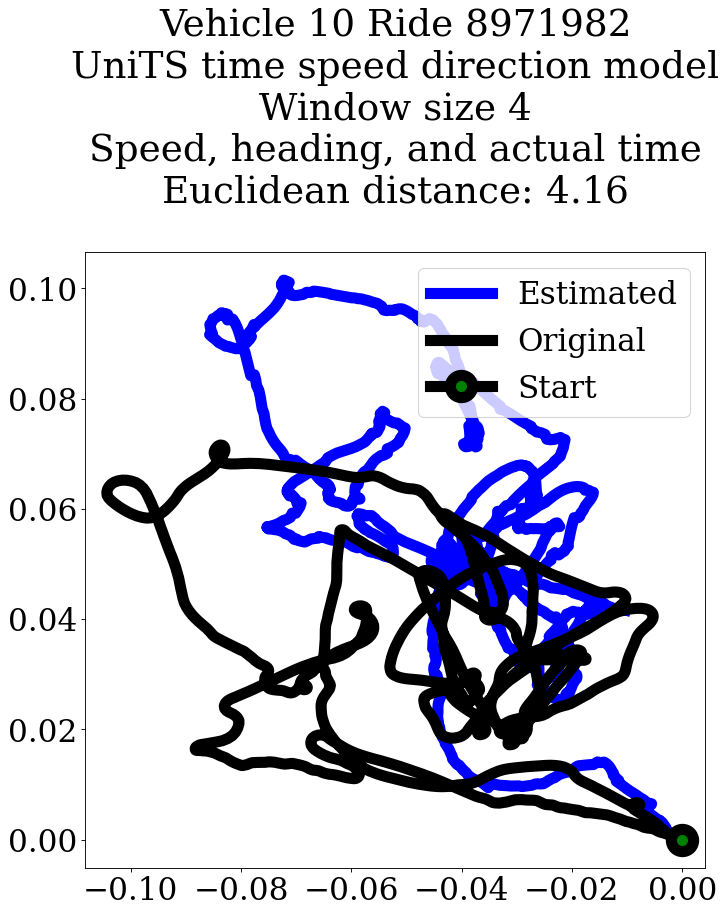 Vehicle 10 Ride 8971982
UniTS time speed direction model
Window size 4
Speed, heading, and actual time
Euclidean distance: 4.16
Estimated
Original
Start
0.10
0.08
0.06
0.04
0.02
0.00
−0.10 −0.08 −0.06 −0.04 −0.02 0.00